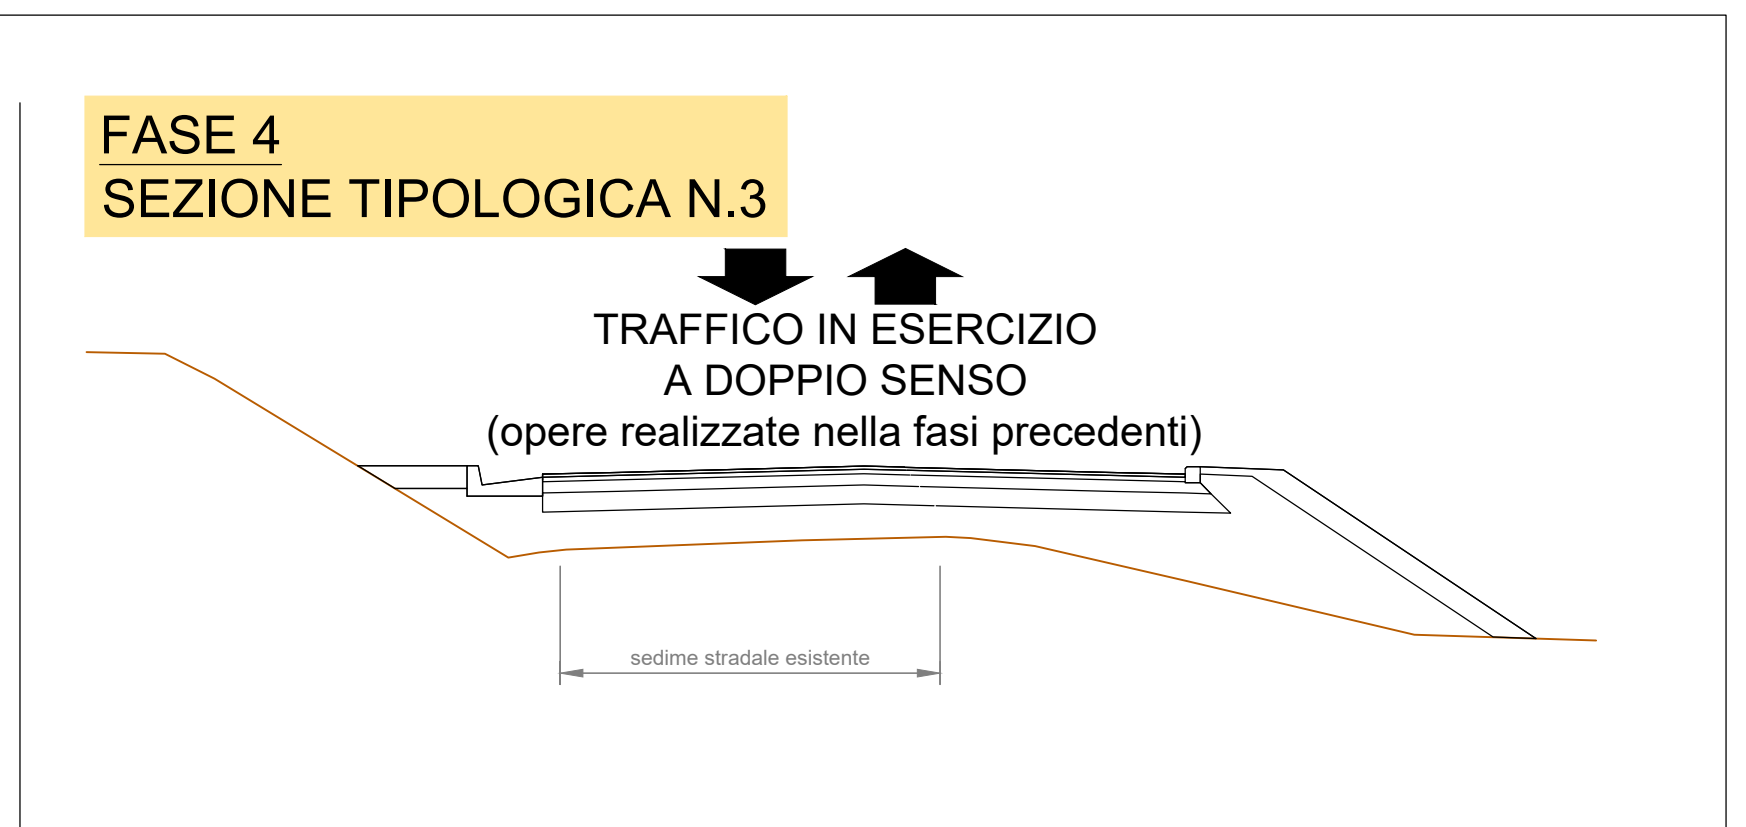 FASE 4
SEZIONE TIPOLOGICA N.3
TRAFFICO IN ESERCIZIO
A DOPPIO SENSO
(opere realizzate nella fasi precedenti)
sedime stradale esistente